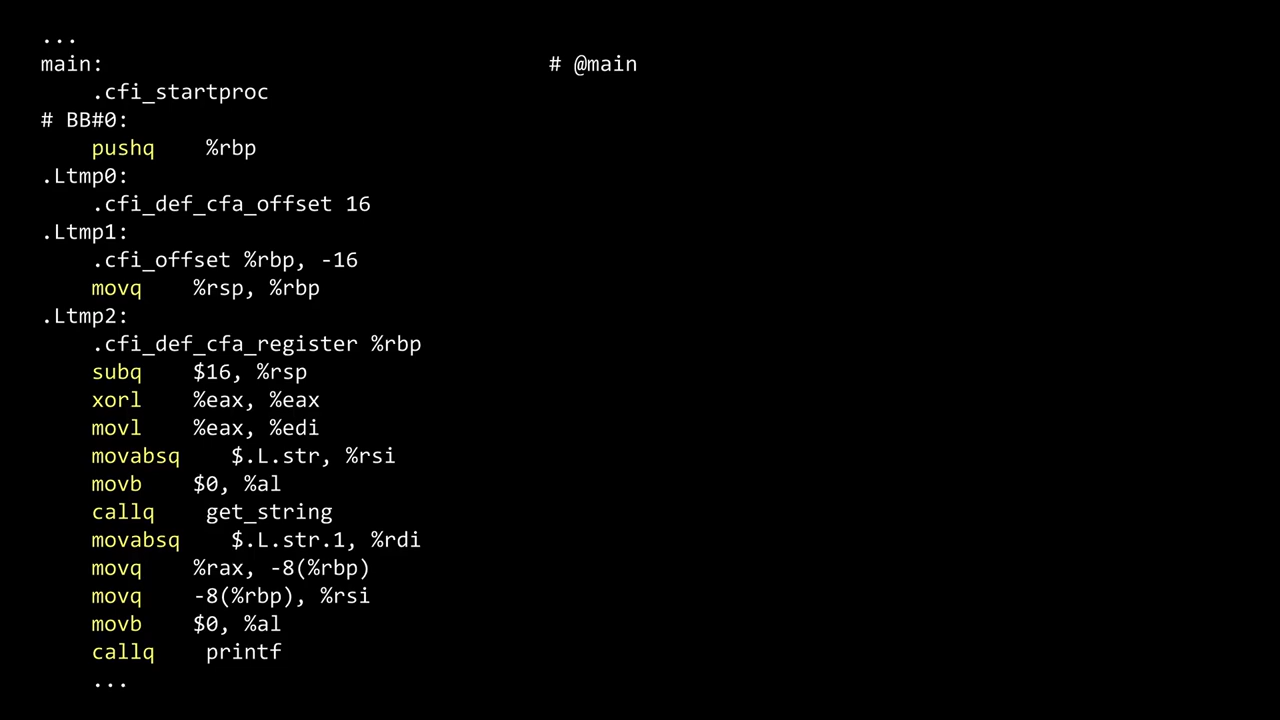 ...
main:                                   # @main
    .cfi_startproc
# BB#0:
    pushq    %rbp
.Ltmp0:
    .cfi_def_cfa_offset 16
.Ltmp1:
    .cfi_offset %rbp, -16
    movq    %rsp, %rbp
.Ltmp2:
    .cfi_def_cfa_register %rbp
    subq    $16, %rsp
    xorl    %eax, %eax
    movl    %eax, %edi
    movabsq    $.L.str, %rsi
    movb    $0, %al
    callq    get_string
    movabsq    $.L.str.1, %rdi
    movq    %rax, -8(%rbp)
    movq    -8(%rbp), %rsi
    movb    $0, %al
    callq    printf
    ...